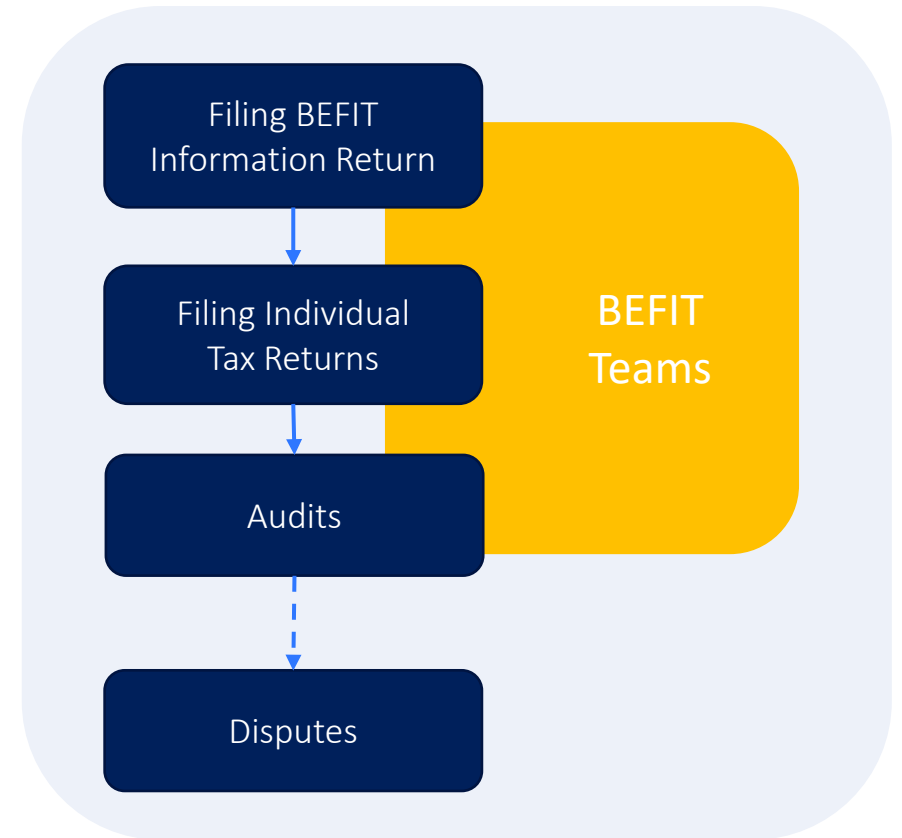 Filing BEFIT
Information Return
Filing Individual
Tax Returns
BEFIT
Teams
Audits
Disputes